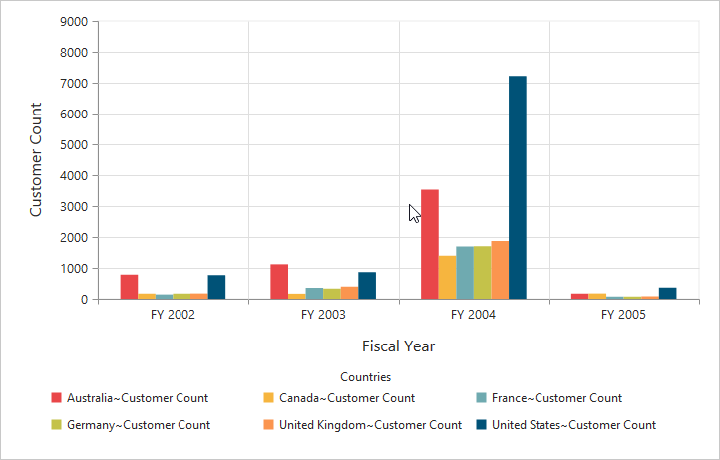 9000
8000
7000
6000
5000
4000
3000
2000
1000
0
Customer Count
FY 2002 FY 2003 FY 2004 FY 2005
Fiscal Year
Countries
Australia~Customer Count Canada~Customer Count France~Customer Count
Germany~Customer Count United Kingdom~Customer Count United States~Customer Count